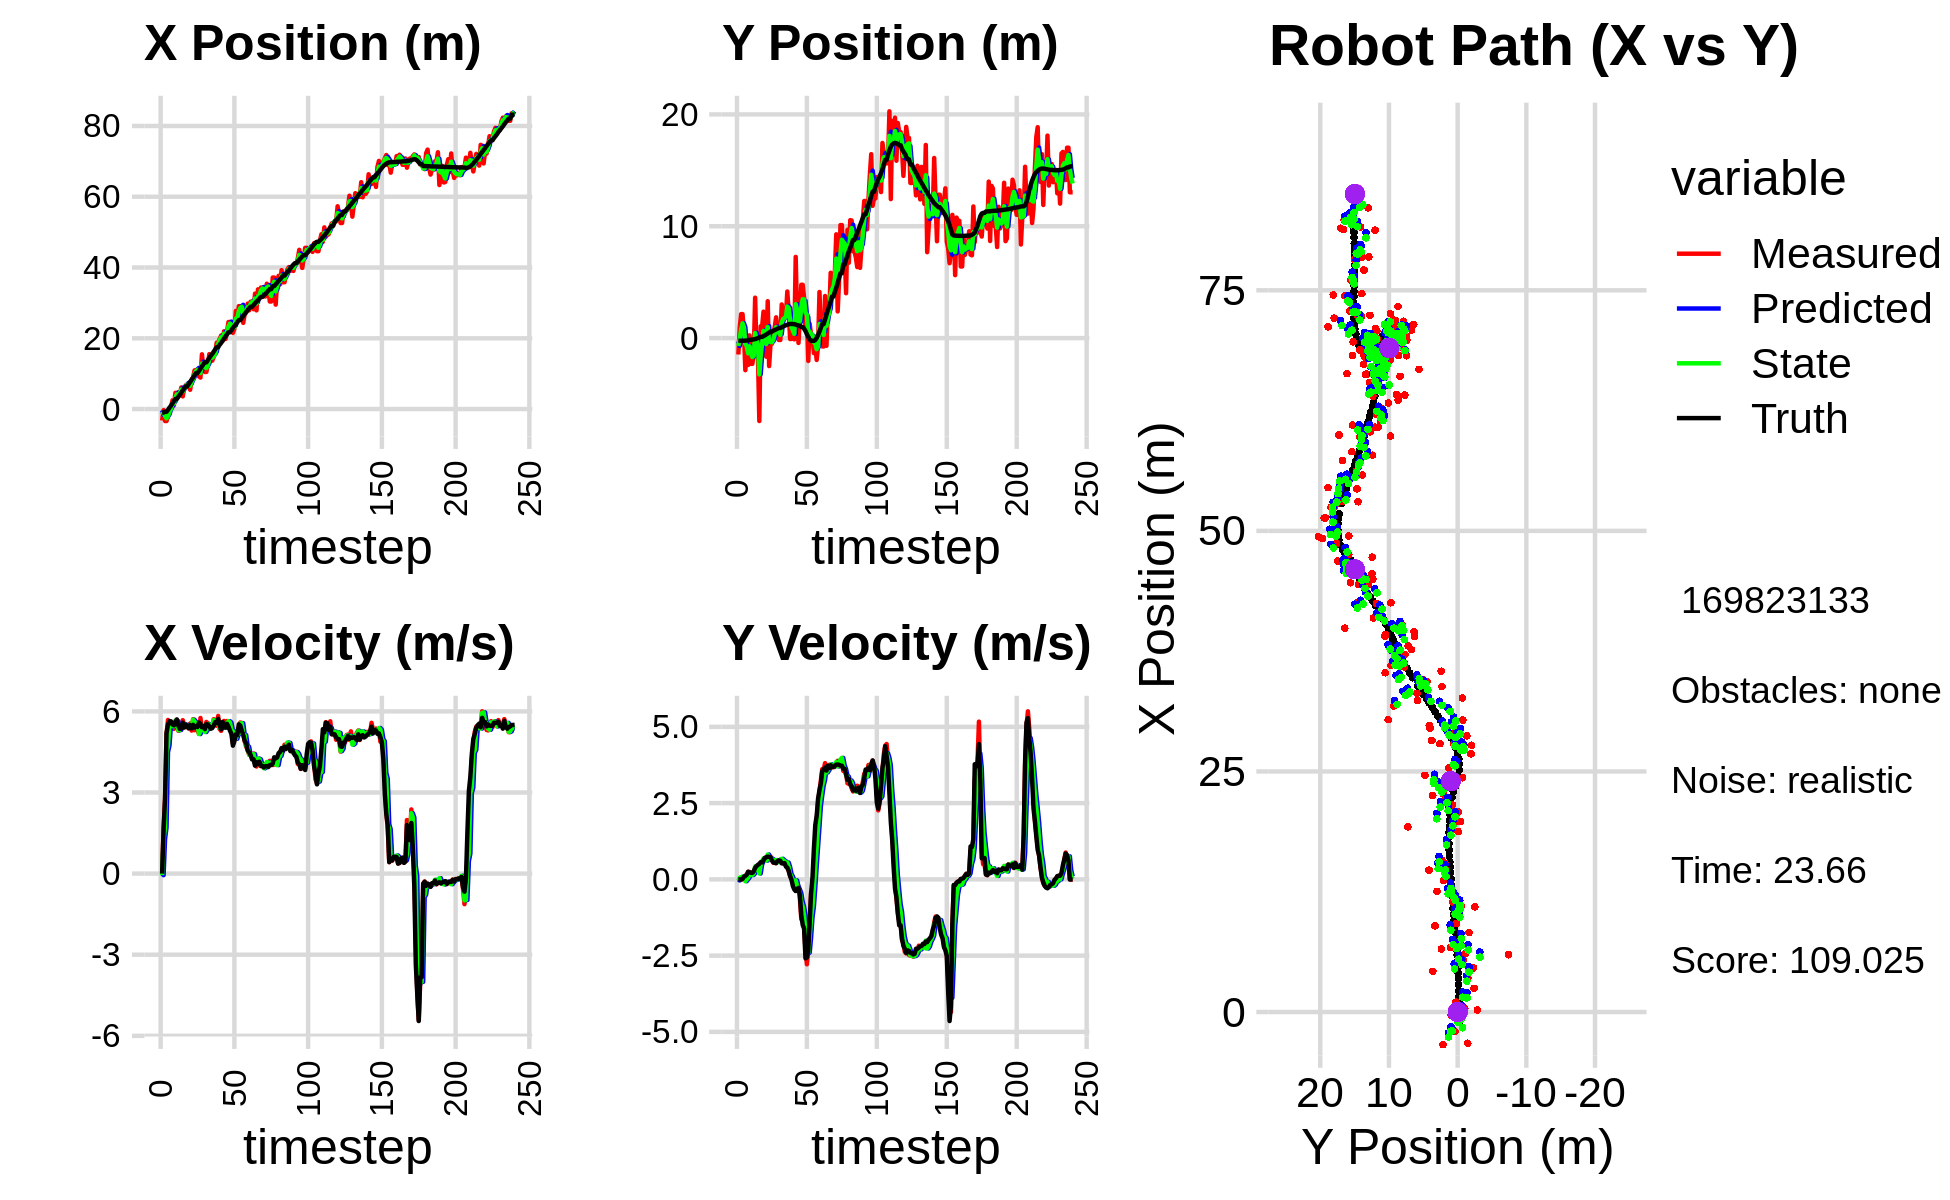 X Position (m)
80
60
40
20
0
0
50
100
150
200
250
timestep
Y Position (m)
20
10
0
0
50
100
150
200
250
timestep
X Velocity (m/s)
6
3
0
-3
-6
0
50
100
150
200
250
timestep
Y Velocity (m/s)
5.0
2.5
0.0
-2.5
-5.0
0
50
100
150
200
250
timestep
Robot Path (X vs Y)
X Position (m)
75
50
25
0
20 10 0 -10 -20
Y Position (m)
variable
Measured
Predicted
State
Truth
169823133
Obstacles: none
Noise: realistic
Time: 23.66
Score: 109.025